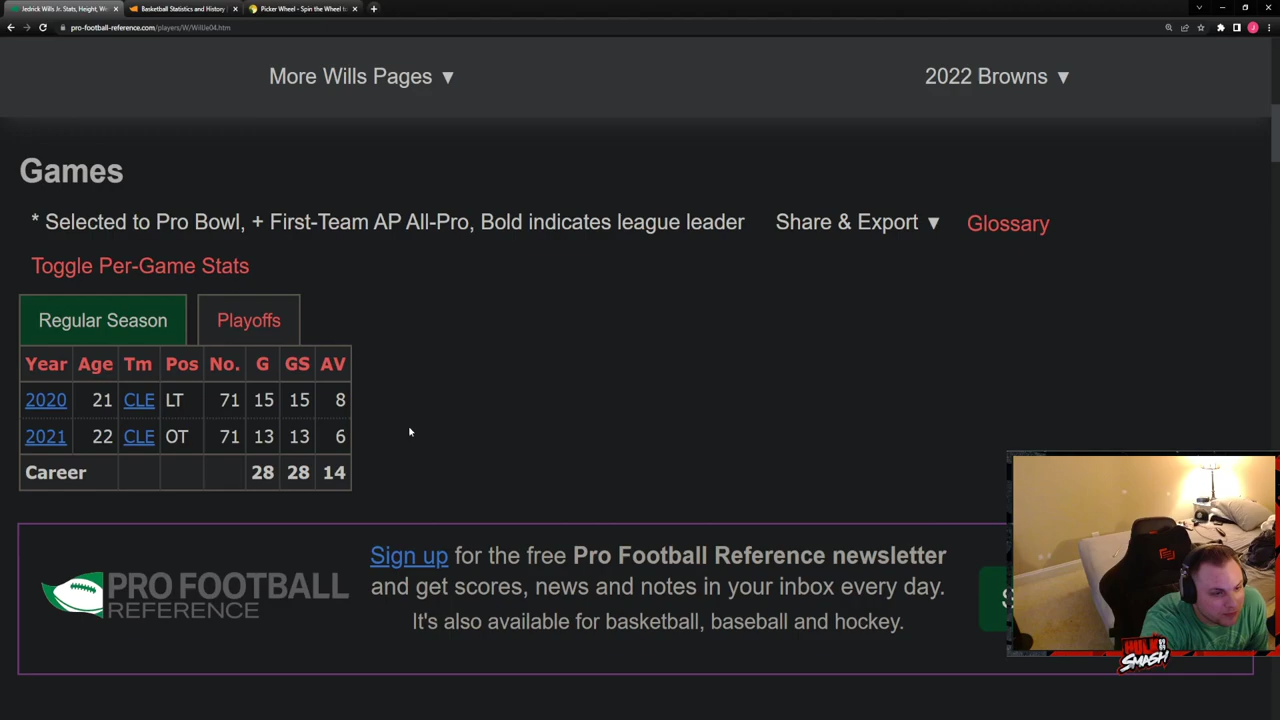 Jedrick Wills Jr. Stats, Height, We
Basketball Statistics and History |
Picker Wheel - Spin the Wheel to
pro-football-reference.com/players/W/WillJe04.htm
More Wills Pages ▼
2022 Browns ▼
Games
* Selected to Pro Bowl, + First-Team AP All-Pro, Bold indicates league leader
Share & Export ▼
Glossary
Toggle Per-Game Stats
Regular Season
Playoffs
Year Age Tm Pos No. G GS AV
2020 21 CLE LT 71 15 15 8
2021 22 CLE OT 71 13 13 6
Career 28 28 14
PRO FOOTBALL
REFERENCE
Sign up for the free Pro Football Reference newsletter
and get scores, news and notes in your inbox every day.
It's also available for basketball, baseball and hockey.
HULK
SMASH